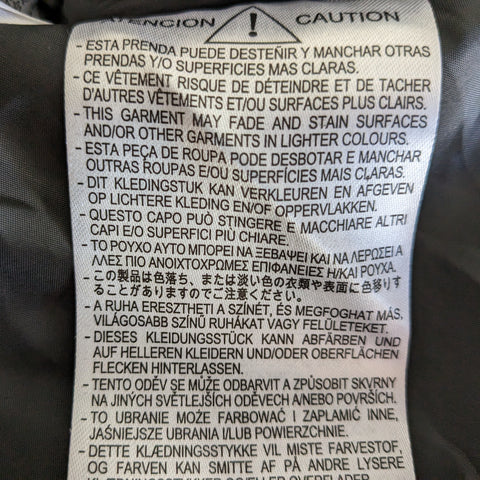 ATENCION CAUTION
- ESTA PRENDA PUEDE DESTEÑIR Y MANCHAR OTRAS
PRENDAS Y/O SUPERFICIES MAS CLARAS.
- CE VÊTEMENT RISQUE DE DÉTEINDRE ET DE TACHER
D'AUTRES VÊTEMENTS ET/OU SURFACES PLUS CLAIRS.
- THIS GARMENT MAY FADE AND STAIN SURFACES
AND/OR OTHER GARMENTS IN LIGHTER COLOURS.
- ESTA PEÇA DE ROUPA PODE DESBOTAR E MANCHAR
OUTRAS ROUPAS E/OU SUPERFÍCIES MAIS CLARAS.
- DIT KLEDINGSTUK KAN VERKLEUREN EN AFGEVEN
OP LICHTERE KLEDING EN/OF OPPERVLAKKEN.
- QUESTO CAPO PUÒ STINGERE E MACCHIARE ALTRI
CAPI E/O SUPERFICI PIÙ CHIARE.
- ΤΟ ΡΟΥΧΟ ΑΥΤΟ ΜΠΟΡΕΙ ΝΑ ΞΕΒΑΨΕΙ ΚΑΙ ΝΑ ΛΕΡΩΣΕΙ Α
ΛΛΕΣ ΠΙΟ ΑΝΟΙΧΤΟΧΡΩΜΕΣ ΕΠΙΦΑΝΕΙΕΣ Η/ΚΑΙ ΡΟΥΧΑ.
- この製品は色落ち、または淡い色の衣類や表面に色移りす
ることがありますのでご注意ください。
- A RUHA ERESZTHETI A SZÍNÉT, ÉS MEGFOGHAT MÁS,
VILÁGOSABB SZÍNŰ RUHÁKAT VAGY FELÜLETEKET.
- DIESES KLEIDUNGSSTÜCK KANN ABFÄRBEN UND
AUF HELLEREN KLEIDERN UND/ODER OBERFLÄCHEN
FLECKEN HINTERLASSEN.
- TENTO ODĚV SE MŮŽE ODBARVIT A ZPŮSOBIT SKVRNY
NA JINÝCH SVĚTLEJŠÍCH ODĚVECH A/NEBO POVRŠÍCH.
- TO UBRANIE MOŻE FARBOWAĆ I ZAPLAMIĆ INNE,
JAŚNIEJSZE UBRANIA I/LUB POWIERZCHNIE.
- DETTE KLÆDNINGSSTYKKE VIL MISTE FARVESTOF,
OG FARVEN KAN SMITTE AF PÅ ANDRE LYSERE
KLÆDNINGSSTYKKER OG/ELLER OVERFLADER.